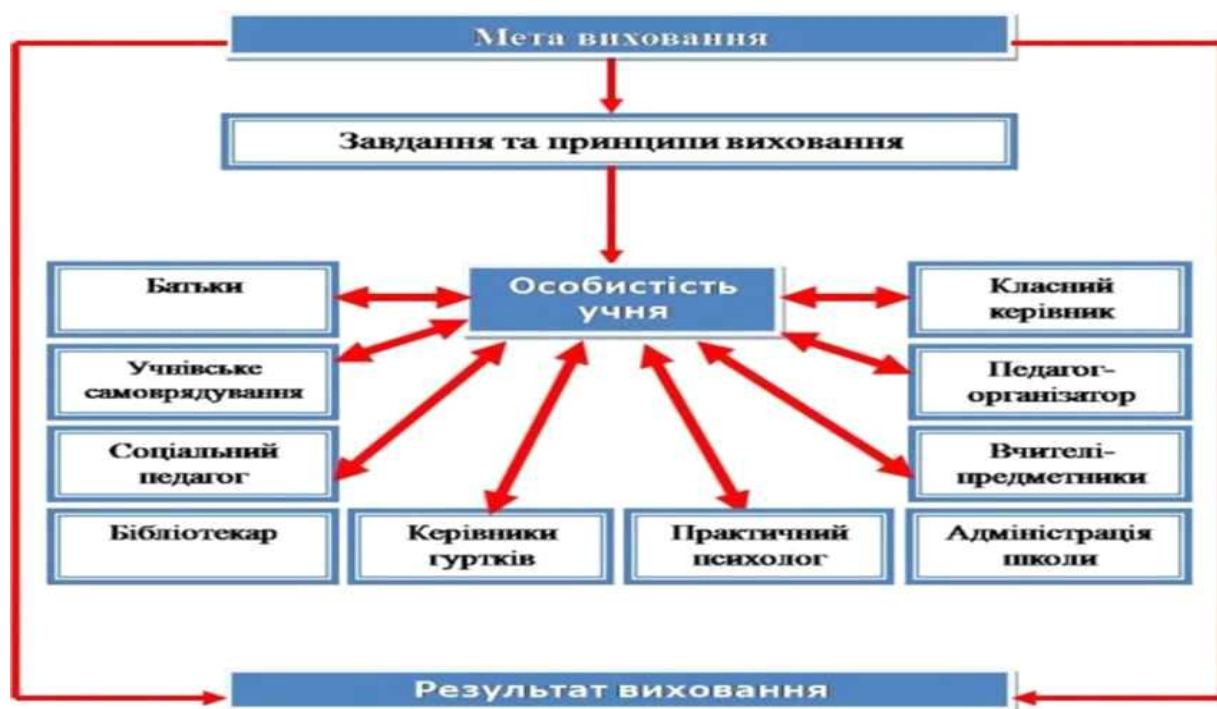 Мета виховання
Завдання та принципи виховання
Батьки
Особистість
учня
Класний
керівник
Учнівське
самоврядування
Педагог-
організатор
Соціальний
педагог
Вчителі-
предметники
Бібліотекар
Керівники
гуртків
Практичний
психолог
Адміністрація
школи
Результат виховання